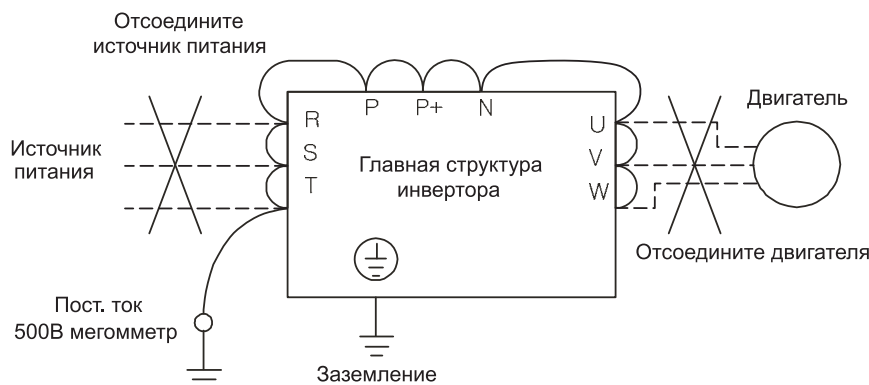 Отсоедините
источник питания
Источник
питания
R
S
T
P
P+
N
U
V
W
Главная структура
инвертора
Двигатель
Отсоедините двигателя
Пост. ток
500В мегомметр
Заземление